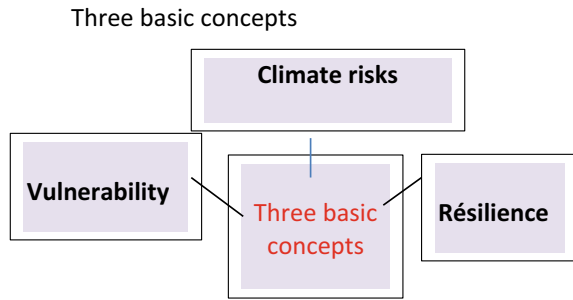 Three basic concepts
Climate risks
Vulnerability
Three basic
concepts
Résilience